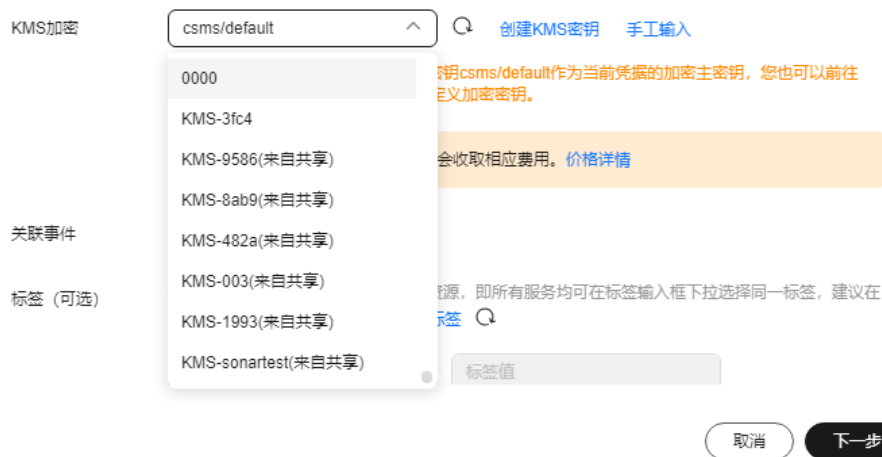 KMS加密
csms/default
创建KMS密钥 手工输入
密钥csms/default作为当前凭据的加密主密钥，您也可以前往
定义加密密钥。
会收取相应费用。价格详情
0000
KMS-3fc4
KMS-9586(来自共享)
KMS-8ab9(来自共享)
KMS-482a(来自共享)
KMS-003(来自共享)
KMS-1993(来自共享)
KMS-sonartest(来自共享)
关联事件
标签（可选）
资源，即所有服务均可在标签输入框下拉选择同一标签，建议在
标签
标签值
取消
下一步